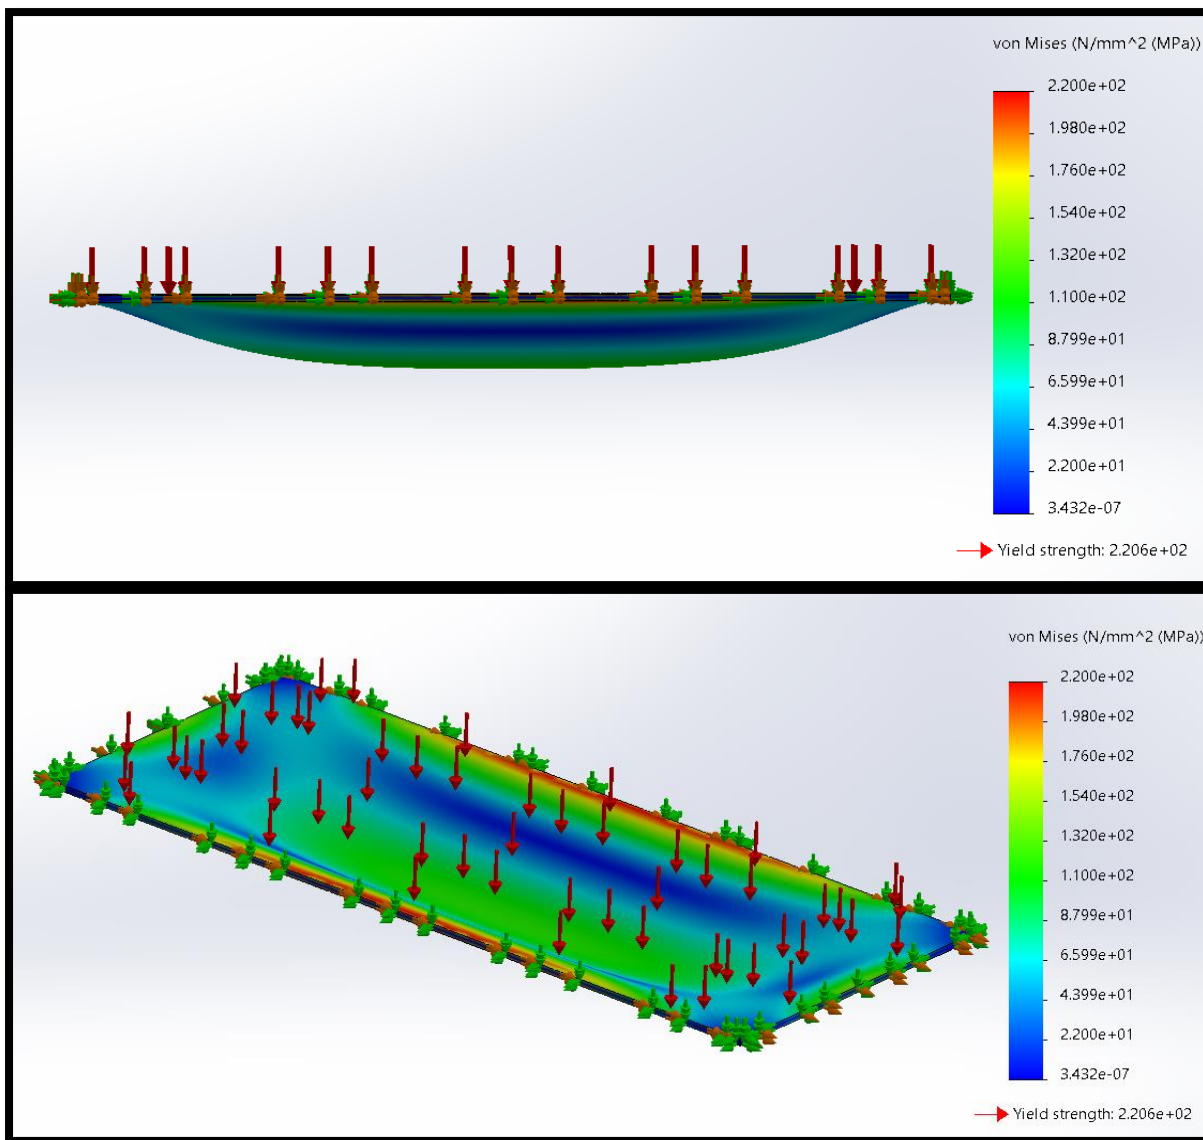 von Mises (N/mm^2 (MPa))
2.200e+02
1.980e+02
1.760e+02
1.540e+02
1.320e+02
1.100e+02
8.799e+01
6.599e+01
4.399e+01
2.200e+01
3.432e-07
Yield strength: 2.206e+02
von Mises (N/mm^2 (MPa))
2.200e+02
1.980e+02
1.760e+02
1.540e+02
1.320e+02
1.100e+02
8.799e+01
6.599e+01
4.399e+01
2.200e+01
3.432e-07
Yield strength: 2.206e+02